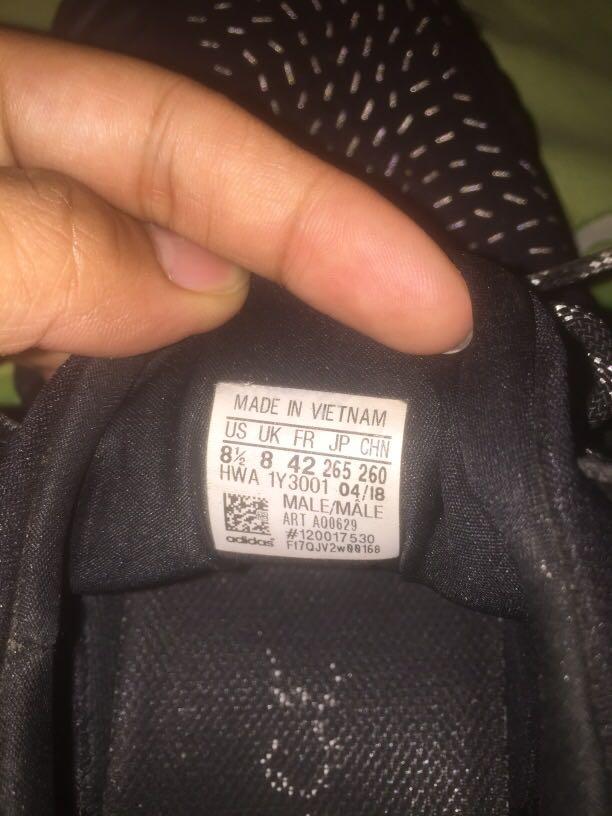 MADE IN VIETNAM
US UK FR JP CHN
8½ 8 42 265 260
HWA 1Y3001 04/18
MALE/MÂLE
ART AQ0629
#120017530
adidas
F17QJV2w00168